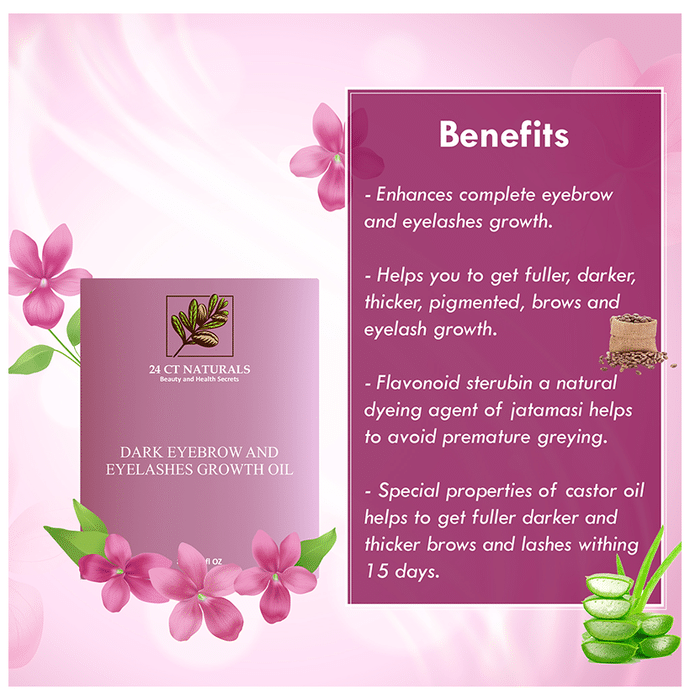 Benefits
- Enhances complete eyebrow
and eyelashes growth.
- Helps you to get fuller, darker,
thicker, pigmented, brows and
eyelash growth.
- Flavonoid sterubin a natural
dyeing agent of jatamasi helps
to avoid premature greying.
- Special properties of castor oil
helps to get fuller darker and
thicker brows and lashes withing
15 days.
24 CT NATURALS
Beauty and Health Secrets
DARK EYEBROW AND
EYELASHES GROWTH OIL
fl OZ